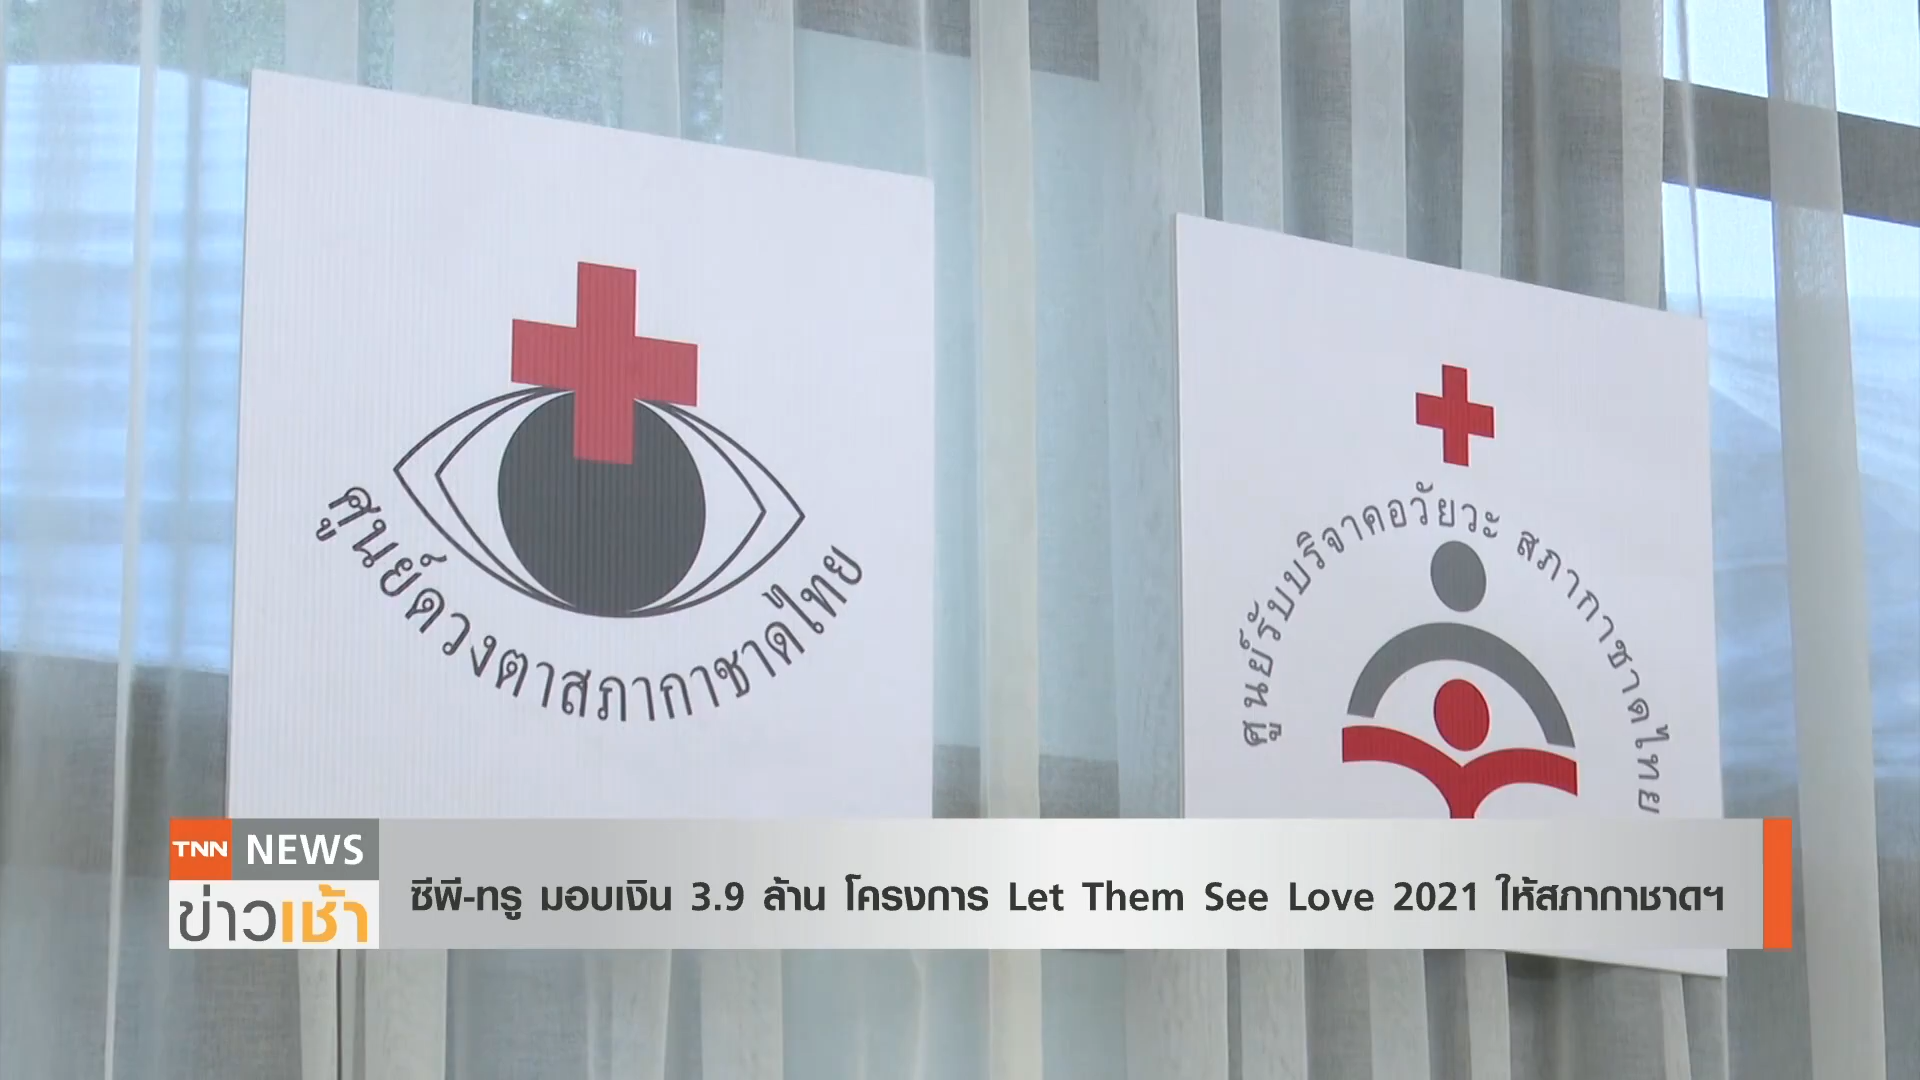 ศูนย์ดวงตาสภากาชาดไทย
ศูนย์รับบริจาคอวัยวะ สภากาชาดไทย
TNN NEWS
ข่าวเช้า
ซีพี-ทรู มอบเงิน 3.9 ล้าน โครงการ Let Them See Love 2021 ให้สภากาชาดฯ